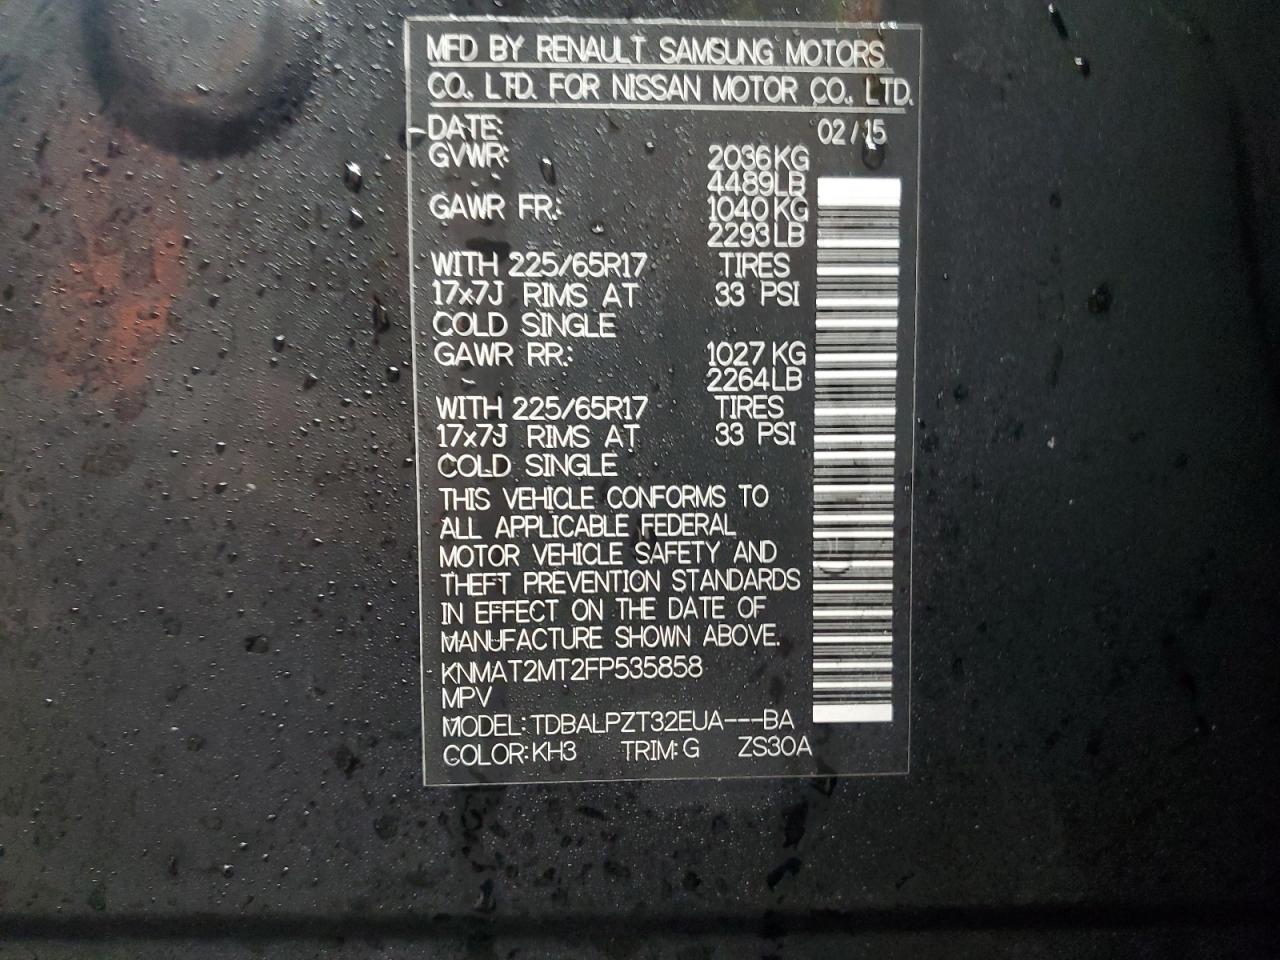 MFD BY RENAULT SAMSUNG MOTORS
CO., LTD. FOR NISSAN MOTOR CO., LTD.
DATE: 02/15
GVWR: 2036KG
4489LB
GAWR FR.: 1040KG
2293LB
WITH 225/65R17 TIRES
17x7J RIMS AT 33 PSI
COLD SINGLE
GAWR RR.: 1027 KG
2264LB
WITH 225/65R17 TIRES
17x7J RIMS AT 33 PSI
COLD SINGLE
THIS VEHICLE CONFORMS TO
ALL APPLICABLE FEDERAL
MOTOR VEHICLE SAFETY AND
THEFT PREVENTION STANDARDS
IN EFFECT ON THE DATE OF
MANUFACTURE SHOWN ABOVE.
KNMAT2MT2FP535858
MPV
MODEL: TDBALPZT32EUA---BA
COLOR: KH3 TRIM: G ZS30A